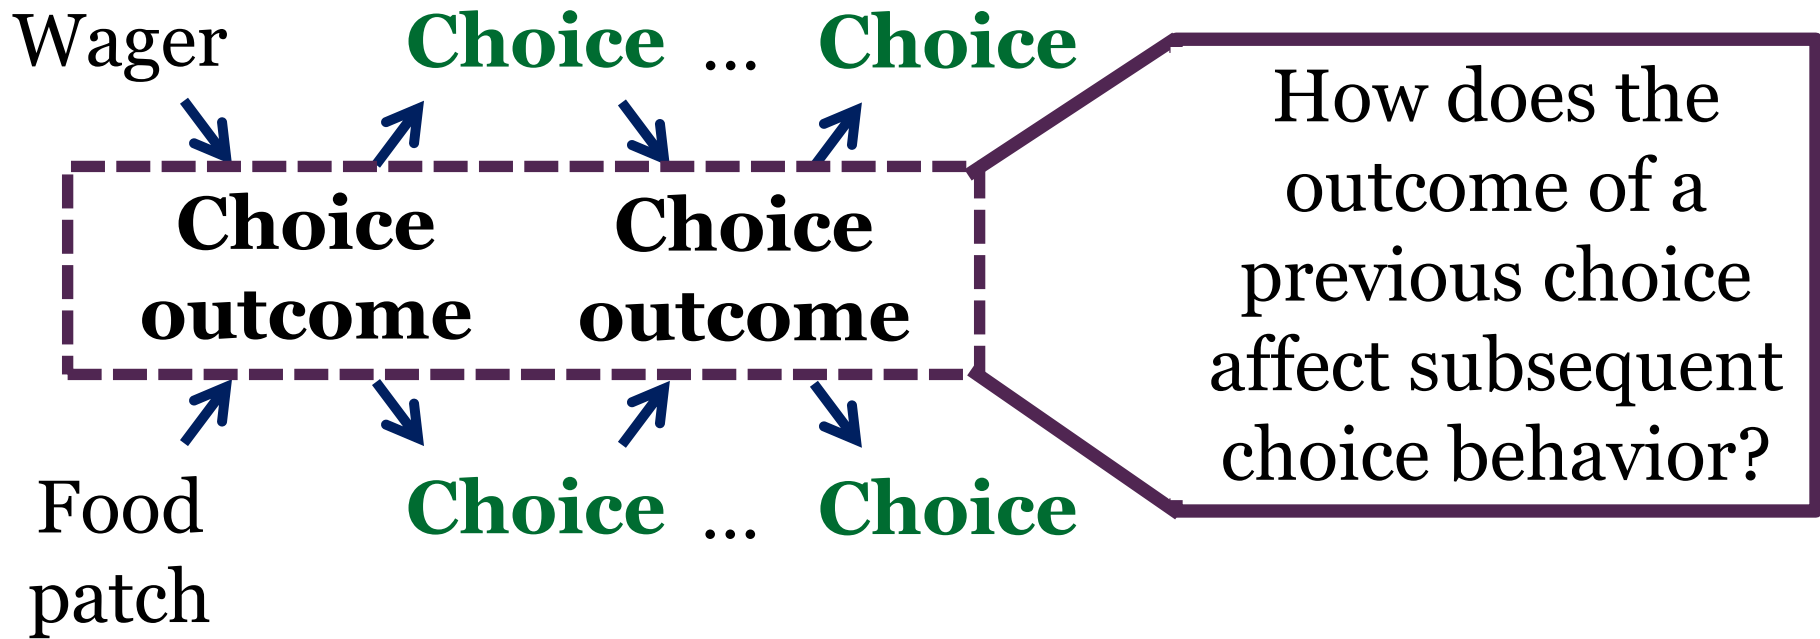 Wager
Choice ... Choice
Choice
outcome
Choice
outcome
Food
patch
Choice ... Choice
How does the
outcome of a
previous choice
affect subsequent
choice behavior?